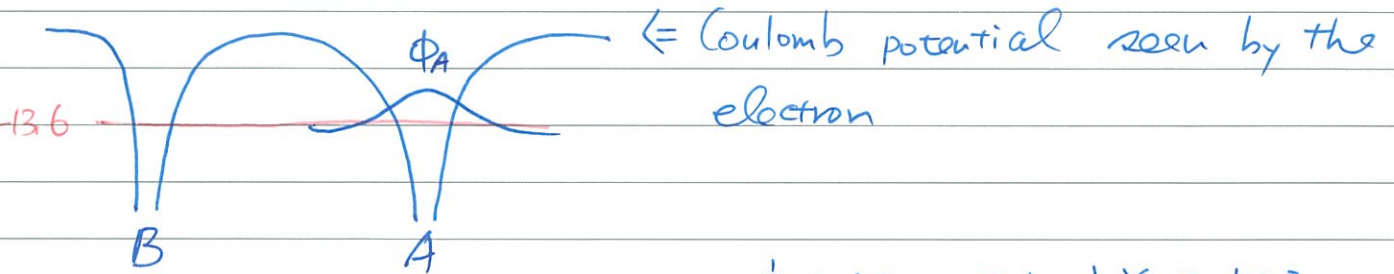 ϕA <= Coulomb potential seen by the
-13.6 electron
B A